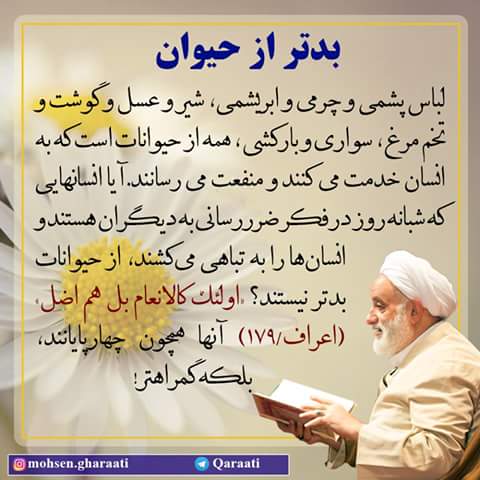 بدتر از حیوان
لباس پشمی و چرمی و ابریشمی، شیر و عسل و گوشت و
تخم مرغ، سواری و بارکشی، همه از حیوانات است که به
انسان خدمت می کنند و منفعت می رسانند. آیا انسانهایی
که شبانه روز در فکر ضرر رسانی به دیگران هستند و
انسان ها را به تباهی می کشند، از حیوانات
بدتر نیستند؟ «اولئك کالانعام بل هم اضل»
(اعراف/۱۷۹) آنها همچون چهارپایانند،
بلکه گمراهتر!
mohsen.gharaati Qaraati